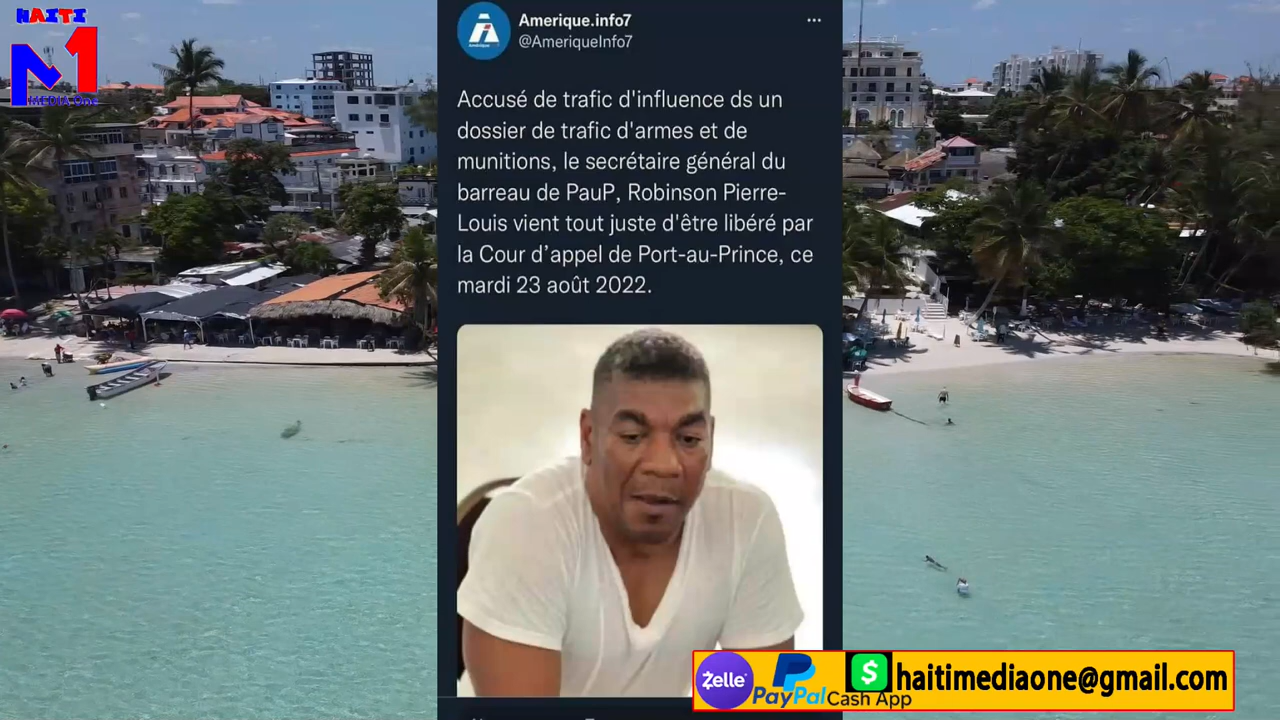 HAITI
M1
MEDIA One
Amerique.info7
@AmeriqueInfo7
Accusé de trafic d'influence ds un
dossier de trafic d'armes et de
munitions, le secrétaire général du
barreau de PauP, Robinson Pierre-
Louis vient tout juste d'être libéré par
la Cour d’appel de Port-au-Prince, ce
mardi 23 août 2022.
Zelle
PayPal
$
Cash App
haitimediaone@gmail.com